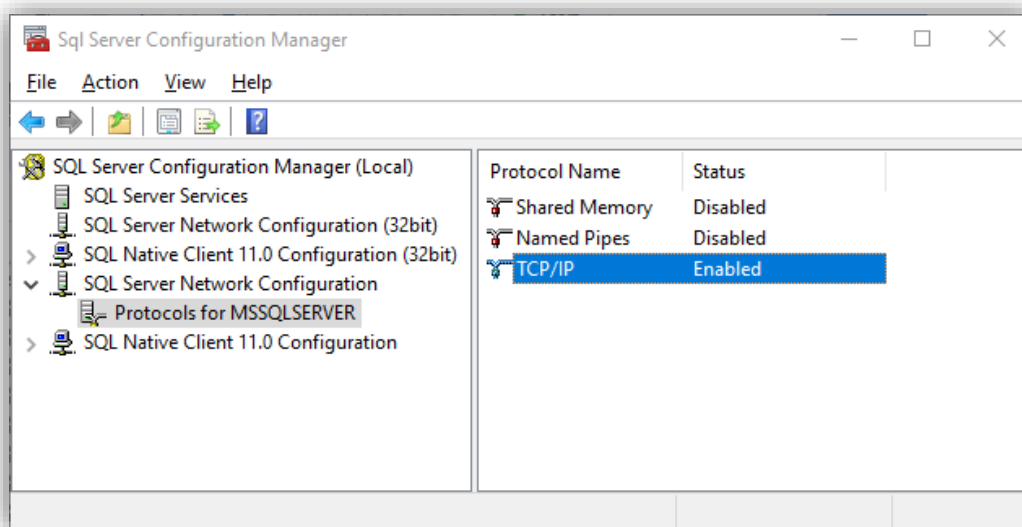 Sql Server Configuration Manager
File Action View Help
SQL Server Configuration Manager (Local)
SQL Server Services
SQL Server Network Configuration (32bit)
SQL Native Client 11.0 Configuration (32bit)
SQL Server Network Configuration
Protocols for MSSQLSERVER
SQL Native Client 11.0 Configuration
Protocol Name Status
Shared Memory Disabled
Named Pipes Disabled
TCP/IP Enabled